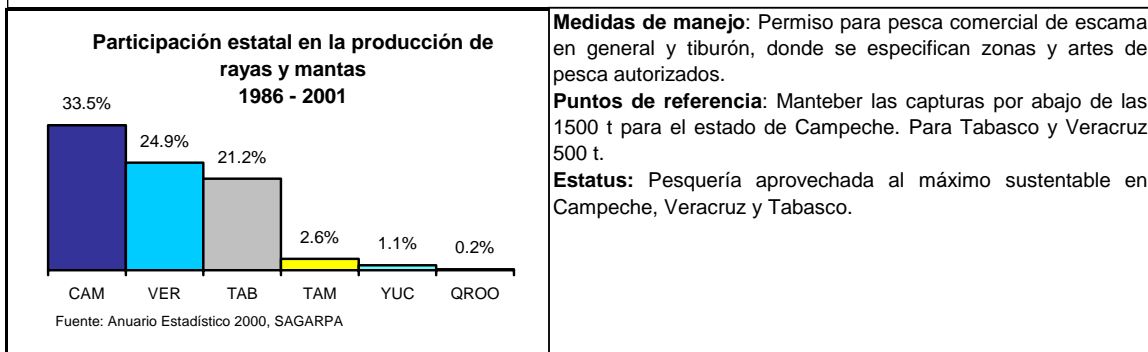 Participación estatal en la producción de
rayas y mantas
1986 - 2001
33.5%
24.9%
21.2%
2.6%
1.1%
0.2%
CAM VER TAB TAM YUC QROO
Fuente: Anuario Estadístico 2000, SAGARPA
Medidas de manejo: Permiso para pesca comercial de escama
en general y tiburón, donde se especifican zonas y artes de
pesca autorizados.
Puntos de referencia: Manteber las capturas por abajo de las
1500 t para el estado de Campeche. Para Tabasco y Veracruz
500 t.
Estatus: Pesquería aprovechada al máximo sustentable en
Campeche, Veracruz y Tabasco.